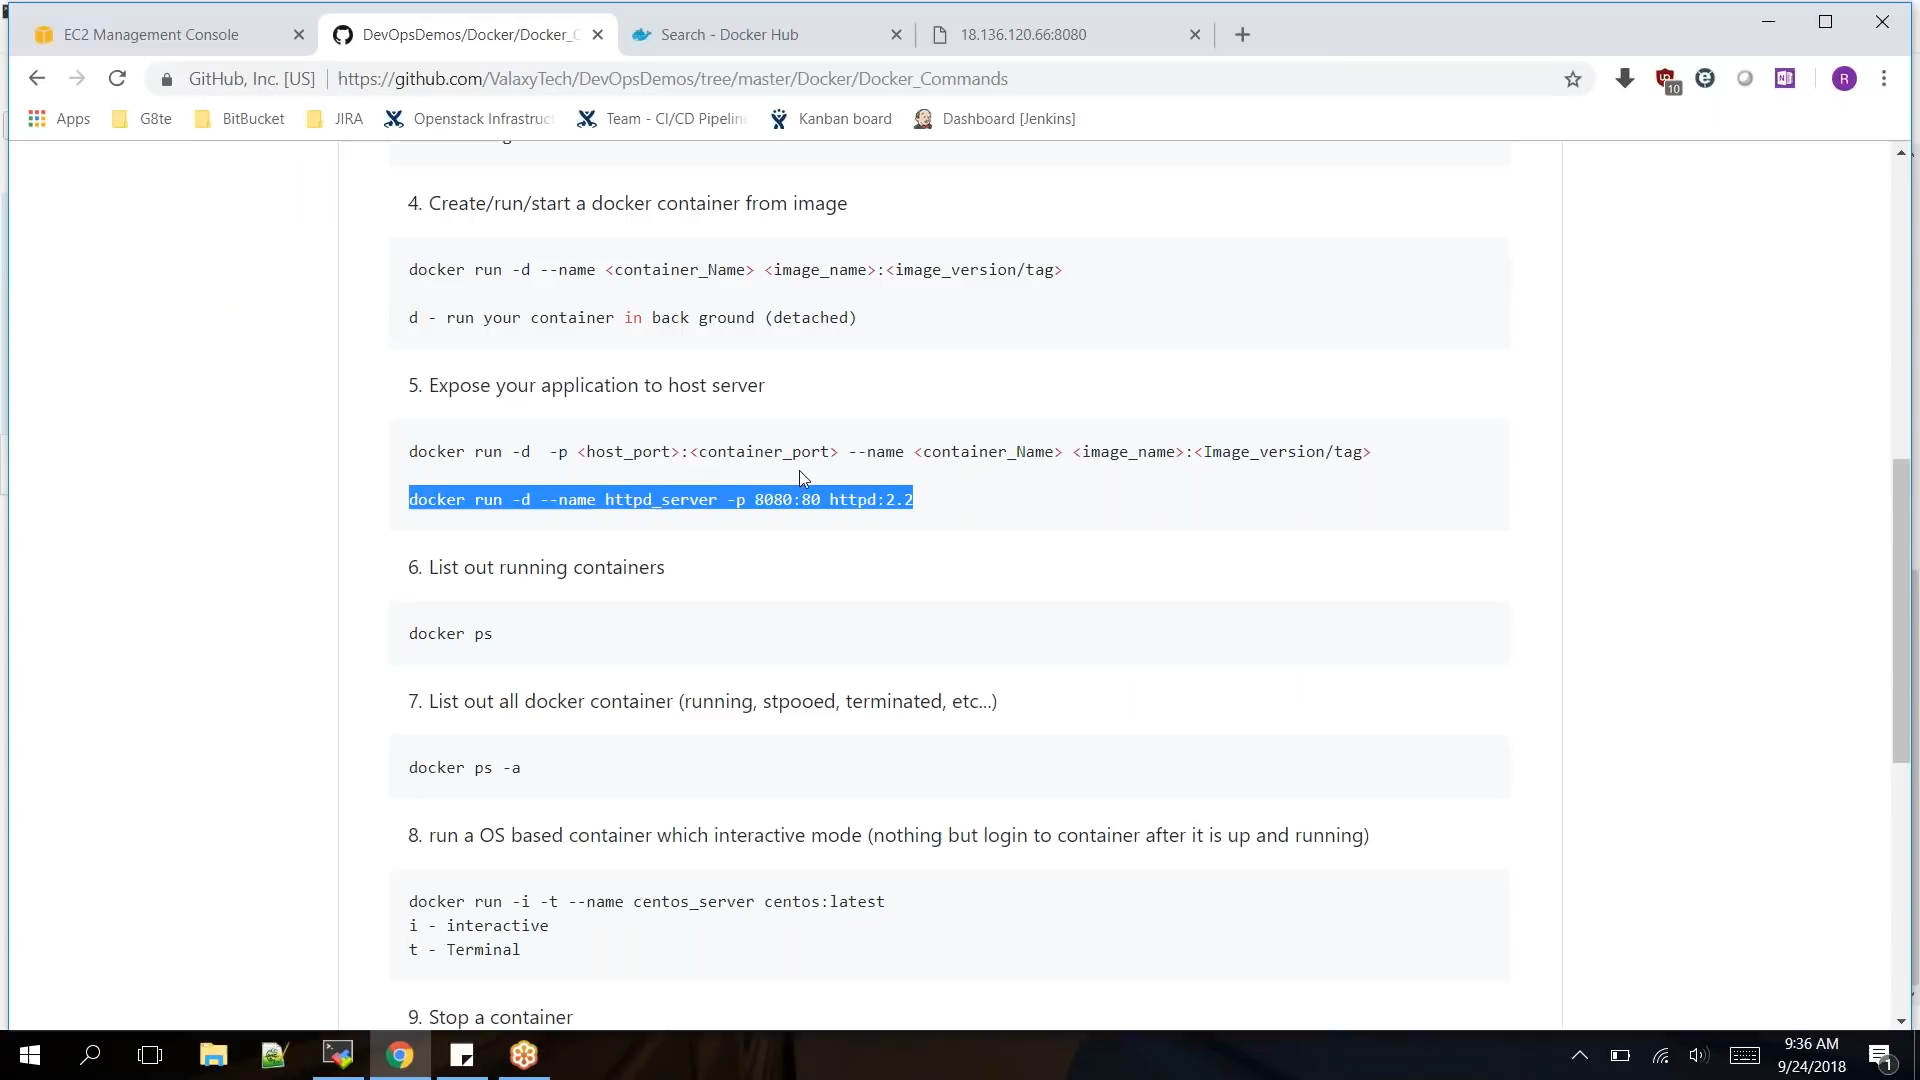 EC2 Management Console
DevOpsDemos/Docker/Docker_C
Search - Docker Hub
18.136.120.66:8080
GitHub, Inc. [US]
https://github.com/ValaxyTech/DevOpsDemos/tree/master/Docker/Docker_Commands
10
R
Apps
G8te
BitBucket
JIRA
Openstack Infrastruct
Team - CI/CD Pipelin
Kanban board
Dashboard [Jenkins]
4. Create/run/start a docker container from image
docker run -d --name <container_Name> <image_name>:<image_version/tag>
d - run your container in back ground (detached)
5. Expose your application to host server
docker run -d  -p <host_port>:<container_port> --name <container_Name> <image_name>:<Image_version/tag>
docker run -d --name httpd_server -p 8080:80 httpd:2.2
6. List out running containers
docker ps
7. List out all docker container (running, stpooed, terminated, etc...)
docker ps -a
8. run a OS based container which interactive mode (nothing but login to container after it is up and running)
docker run -i -t --name centos_server centos:latest
i - interactive
t - Terminal
9. Stop a container
9:36 AM
9/24/2018
1